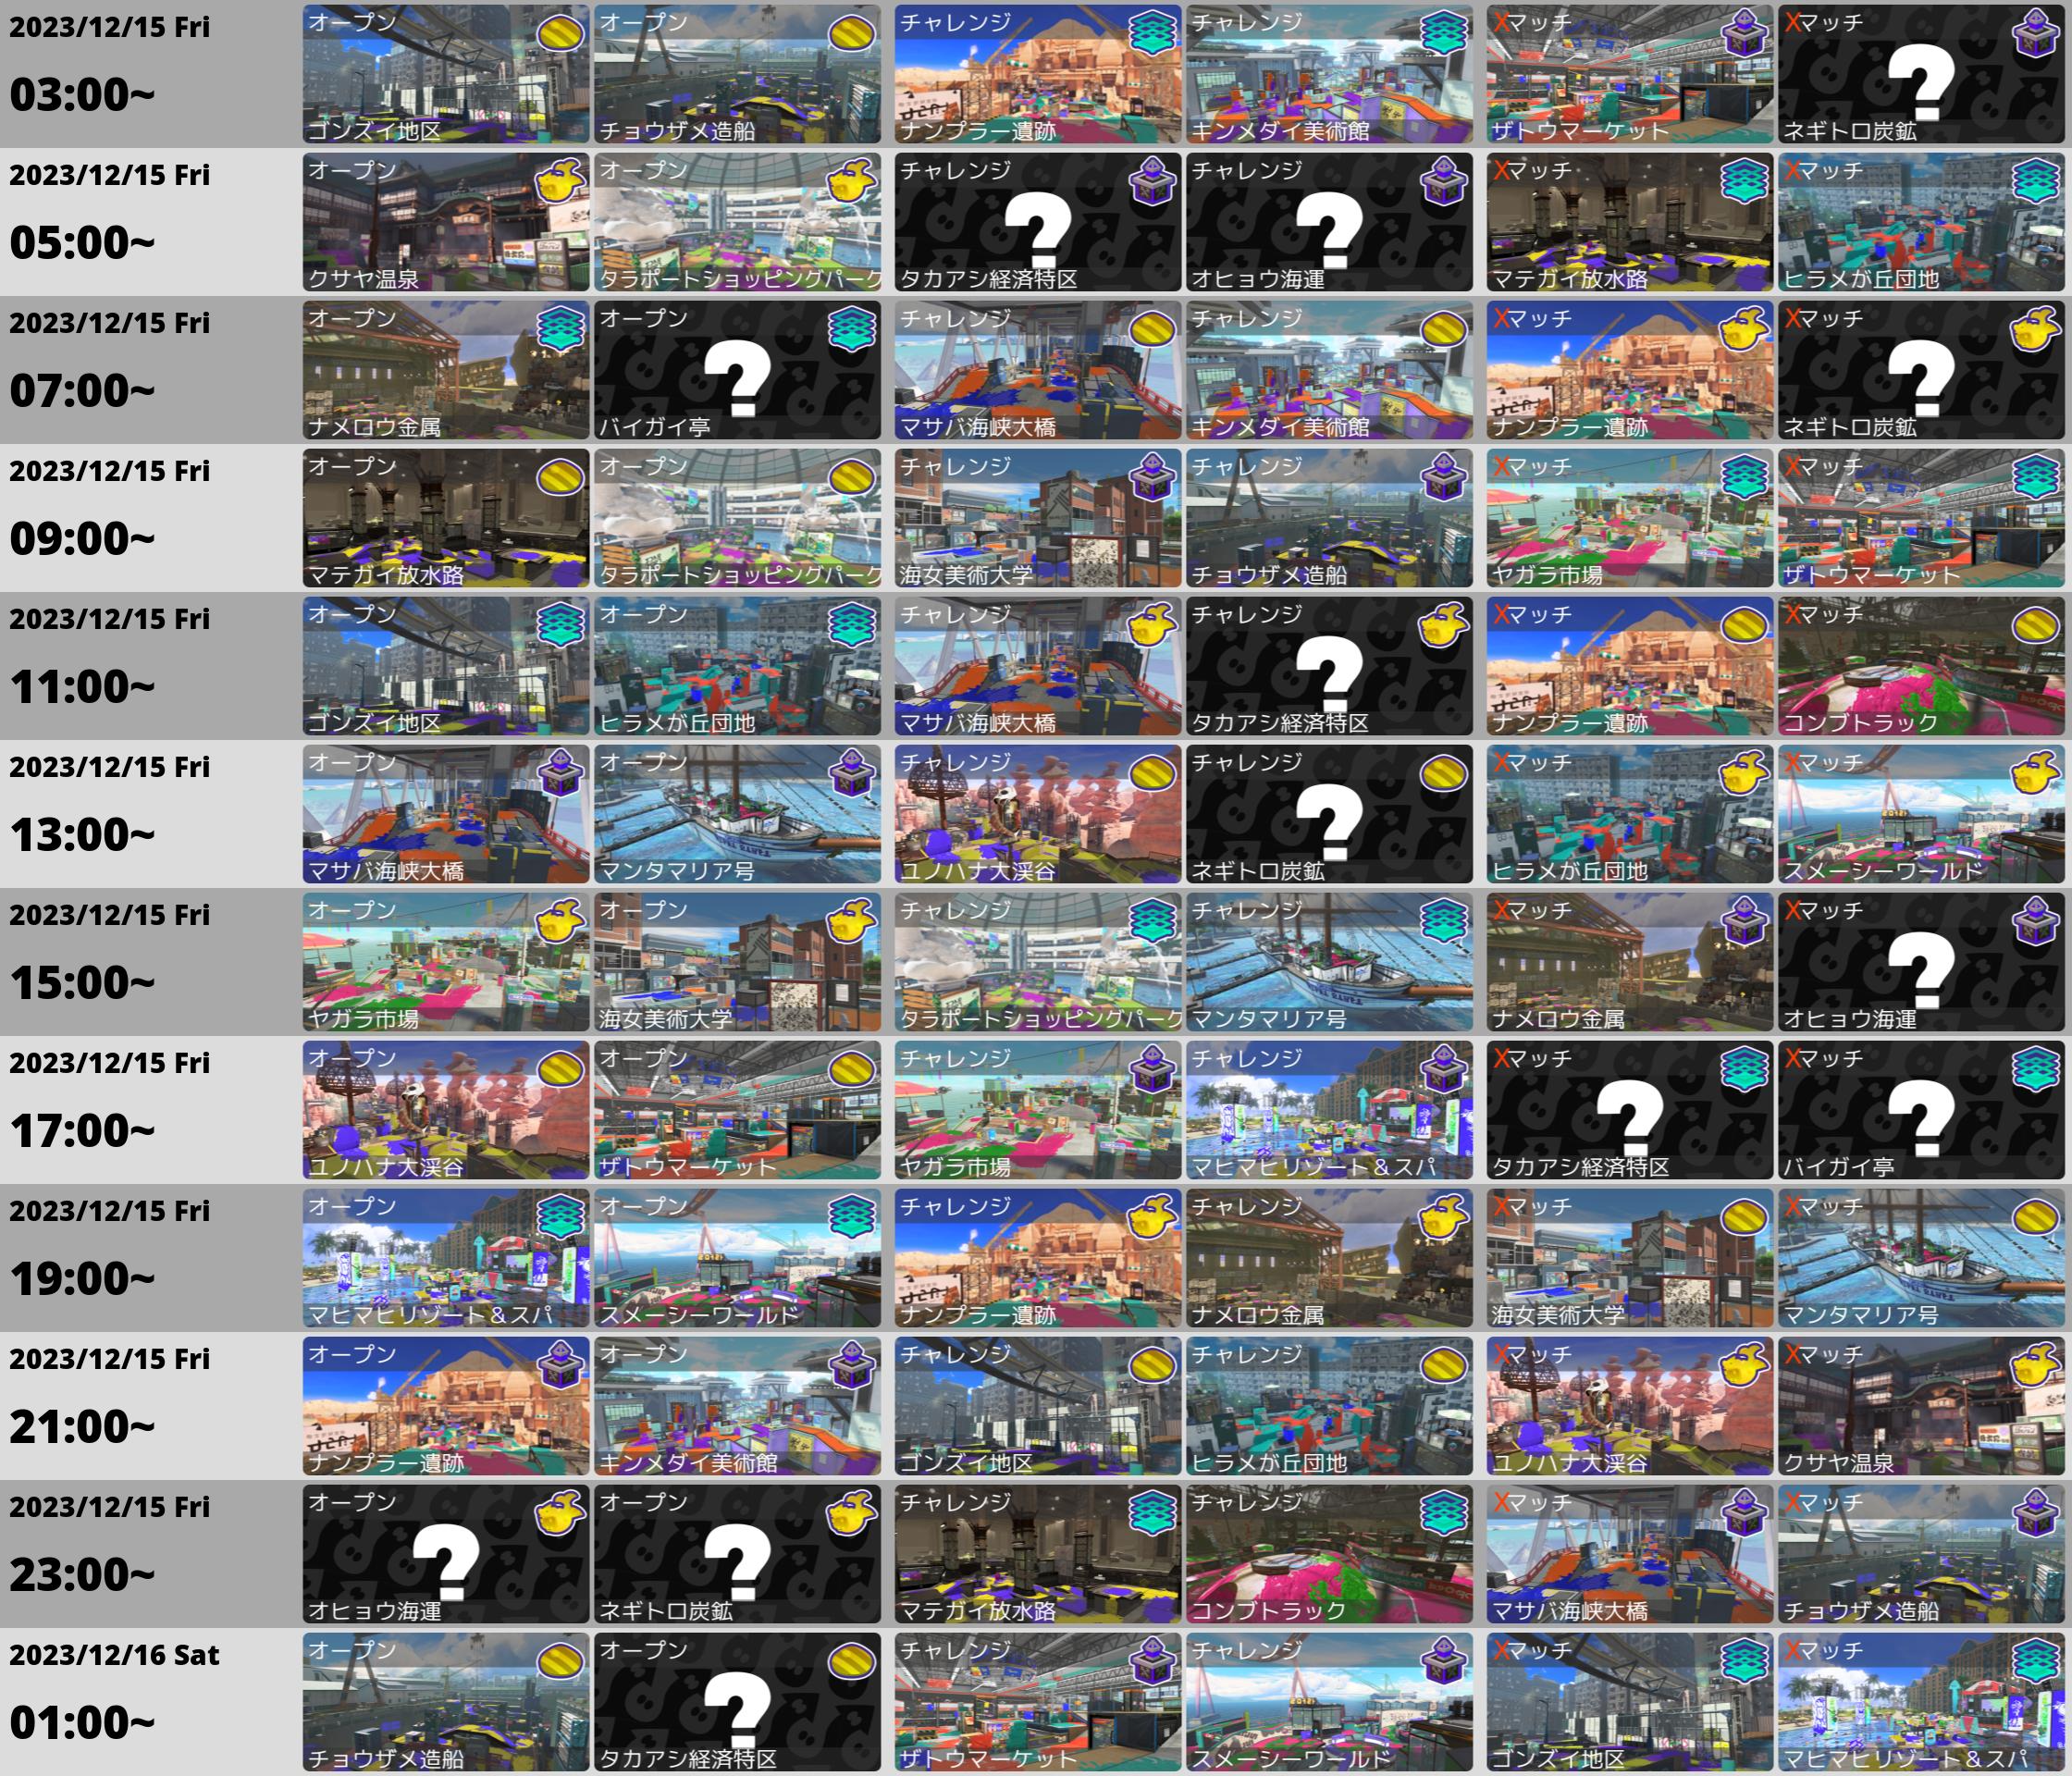 2023/12/15 Fri
03:00~
オープン オープン チャレンジ チャレンジ Xマッチ Xマッチ
ゴンズイ地区 チョウザメ造船 ナンプラー遺跡 キンメダイ美術館 ザトウマーケット ネギトロ炭鉱
2023/12/15 Fri
05:00~
オープン オープン チャレンジ チャレンジ Xマッチ Xマッチ
クサヤ温泉 タラポートショッピングパーク タカアシ経済特区 オヒョウ海運 マテガイ放水路 ヒラメが丘団地
2023/12/15 Fri
07:00~
オープン オープン チャレンジ チャレンジ Xマッチ Xマッチ
ナメロウ金属 バイガイ亭 マサバ海峡大橋 キンメダイ美術館 ナンプラー遺跡 ネギトロ炭鉱
2023/12/15 Fri
09:00~
オープン オープン チャレンジ チャレンジ Xマッチ Xマッチ
マテガイ放水路 タラポートショッピングパーク 海女美術大学 チョウザメ造船 ヤガラ市場 ザトウマーケット
2023/12/15 Fri
11:00~
オープン オープン チャレンジ チャレンジ Xマッチ Xマッチ
ゴンズイ地区 ヒラメが丘団地 マサバ海峡大橋 タカアシ経済特区 ナンプラー遺跡 コンブトラック
2023/12/15 Fri
13:00~
オープン オープン チャレンジ チャレンジ Xマッチ Xマッチ
マサバ海峡大橋 マンタマリア号 ユノハナ大渓谷 ネギトロ炭鉱 ヒラメが丘団地 スメーシーワールド
2023/12/15 Fri
15:00~
オープン オープン チャレンジ チャレンジ Xマッチ Xマッチ
ヤガラ市場 海女美術大学 タラポートショッピングパーク マンタマリア号 ナメロウ金属 オヒョウ海運
2023/12/15 Fri
17:00~
オープン オープン チャレンジ チャレンジ Xマッチ Xマッチ
ユノハナ大渓谷 ザトウマーケット ヤガラ市場 マヒマヒリゾート＆スパ タカアシ経済特区 バイガイ亭
2023/12/15 Fri
19:00~
オープン オープン チャレンジ チャレンジ Xマッチ Xマッチ
マヒマヒリゾート＆スパ スメーシーワールド ナンプラー遺跡 ナメロウ金属 海女美術大学 マンタマリア号
2023/12/15 Fri
21:00~
オープン オープン チャレンジ チャレンジ Xマッチ Xマッチ
ナンプラー遺跡 キンメダイ美術館 ゴンズイ地区 ヒラメが丘団地 ユノハナ大渓谷 クサヤ温泉
2023/12/15 Fri
23:00~
オープン オープン チャレンジ チャレンジ Xマッチ Xマッチ
オヒョウ海運 ネギトロ炭鉱 マテガイ放水路 コンブトラック マサバ海峡大橋 チョウザメ造船
2023/12/16 Sat
01:00~
オープン オープン チャレンジ チャレンジ Xマッチ Xマッチ
チョウザメ造船 タカアシ経済特区 ザトウマーケット スメーシーワールド ゴンズイ地区 マヒマヒリゾート＆スパ